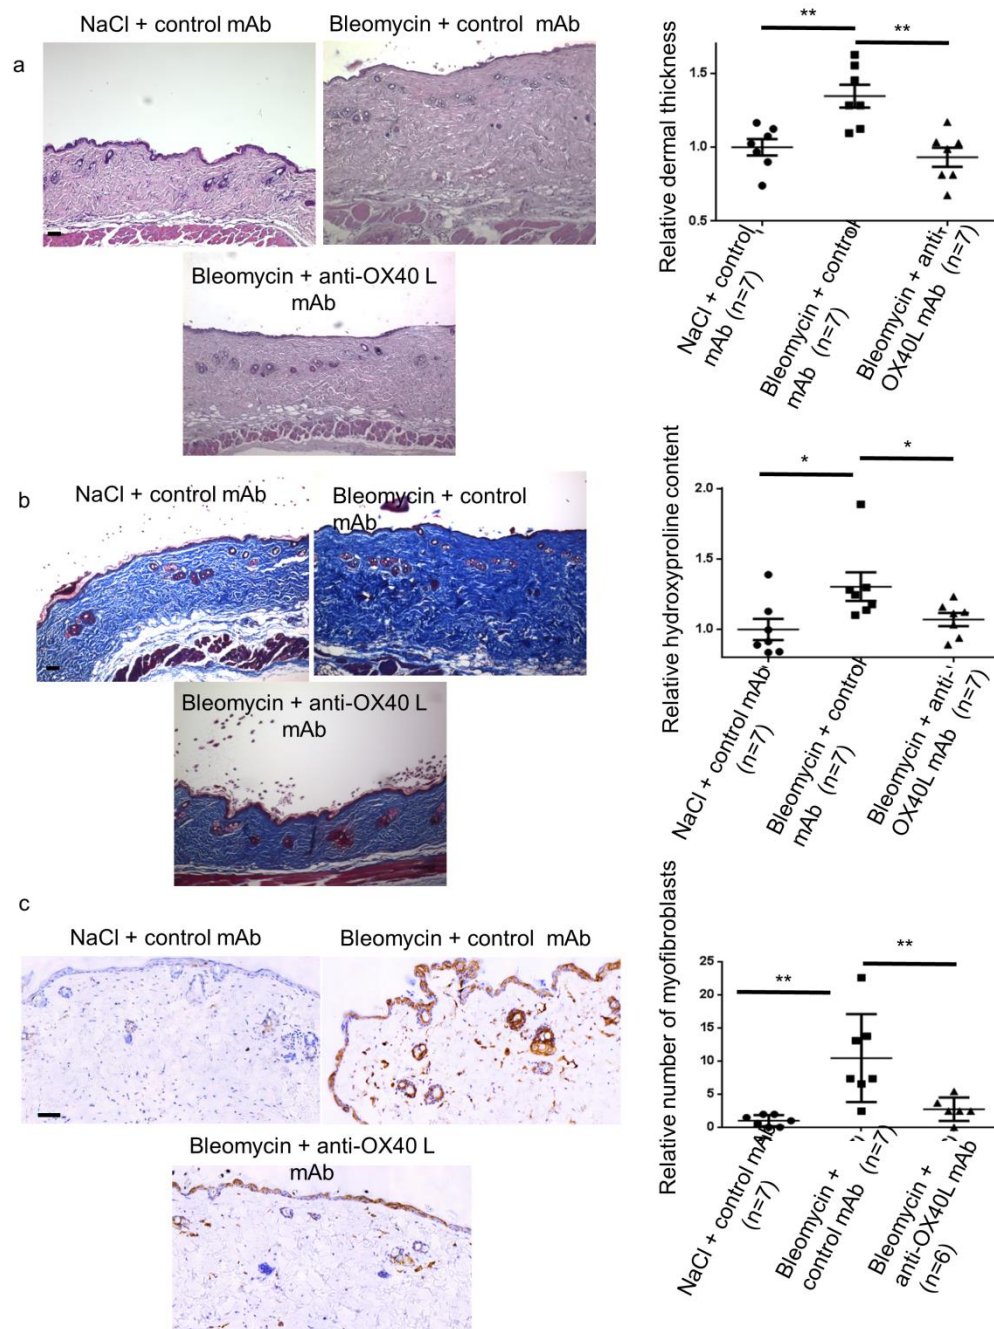 a
NaCl + control mAb
Bleomycin + control mAb
Bleomycin + anti-OX40 L
mAb
Relative dermal thickness
**
**
1.5
1.0
0.5
NaCl + control
mAb (n=7)
Bleomycin + control
mAb (n=7)
Bleomycin + anti-
OX40L mAb (n=7)
b
NaCl + control mAb
Bleomycin + control
mAb
Bleomycin + anti-OX40 L
mAb
Relative hydroxyproline content
*
*
2.0
1.5
1.0
NaCl + control mAb
(n=7)
Bleomycin + control
mAb (n=7)
Bleomycin + anti-
OX40L mAb (n=7)
c
NaCl + control mAb
Bleomycin + control mAb
Bleomycin + anti-OX40 L
mAb
Relative number of myofibroblasts
**
**
25
20
15
10
5
0
NaCl + control mAb
(n=7)
Bleomycin +
control mAb (n=7)
Bleomycin +
anti-OX40L mAb
(n=6)